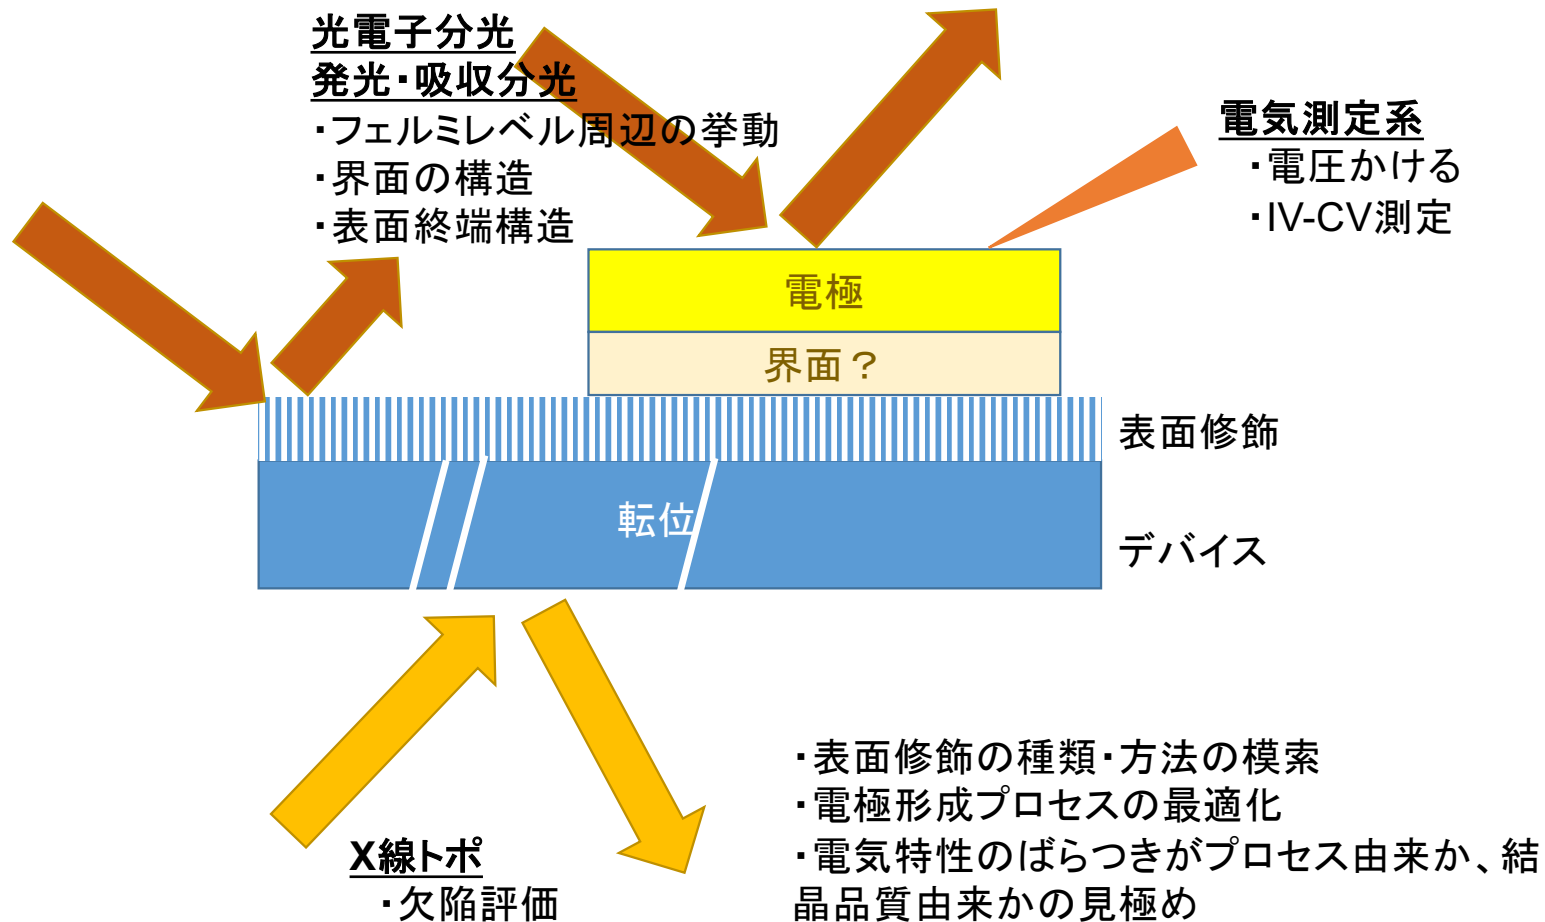 光電子分光
発光・吸収分光
・フェルミレベル周辺の挙動
・界面の構造
・表面終端構造
電気測定系
・電圧かける
・IV-CV測定
電極
界面？
表面修飾
転位
デバイス
X線トポ
・欠陥評価
・表面修飾の種類・方法の模索
・電極形成プロセスの最適化
・電気特性のばらつきがプロセス由来か、結
晶品質由来かの見極め